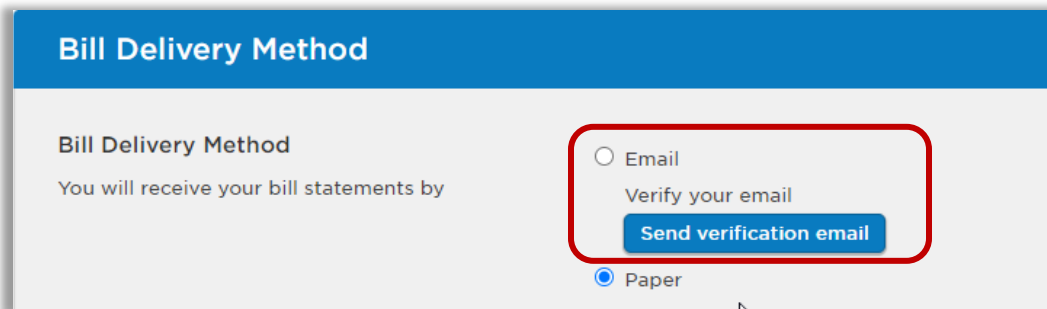 Bill Delivery Method
Bill Delivery Method
You will receive your bill statements by
Email
Verify your email
Send verification email
Paper